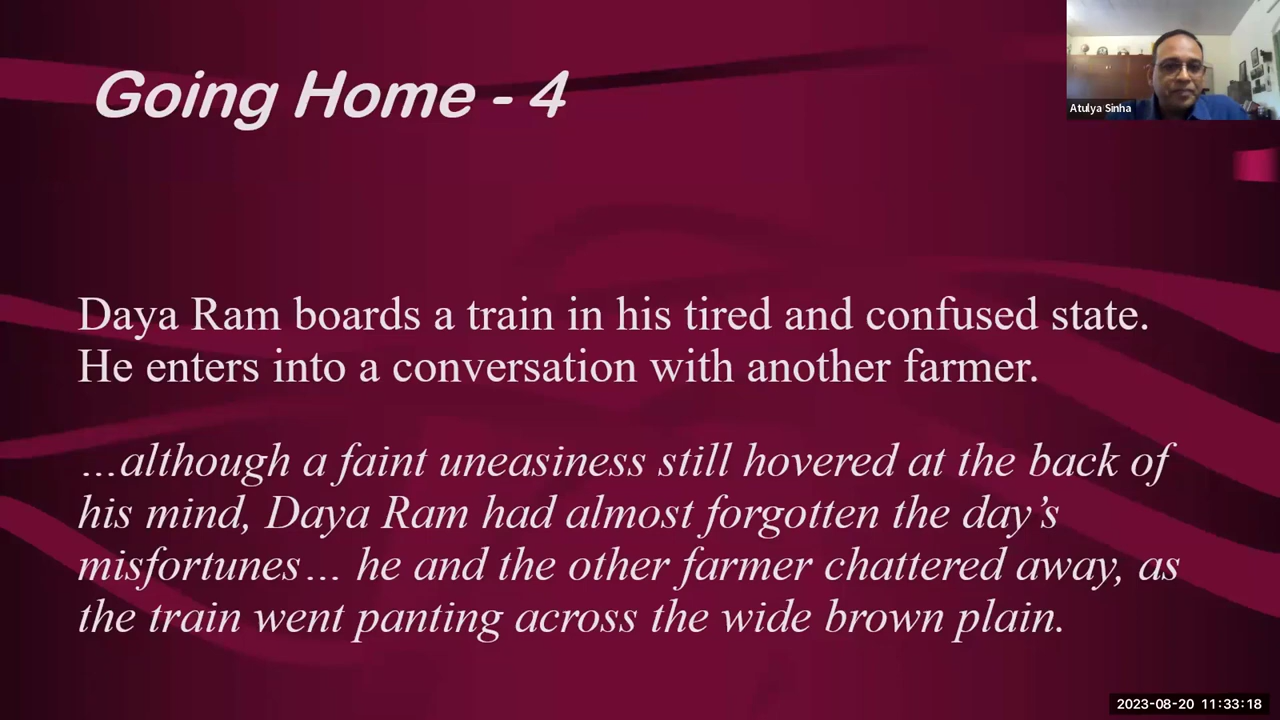 Going Home - 4
Atulya Sinha
Daya Ram boards a train in his tired and confused state.
He enters into a conversation with another farmer.
…although a faint uneasiness still hovered at the back of
his mind, Daya Ram had almost forgotten the day’s
misfortunes… he and the other farmer chattered away, as
the train went panting across the wide brown plain.
2023-08-20 11:33:18